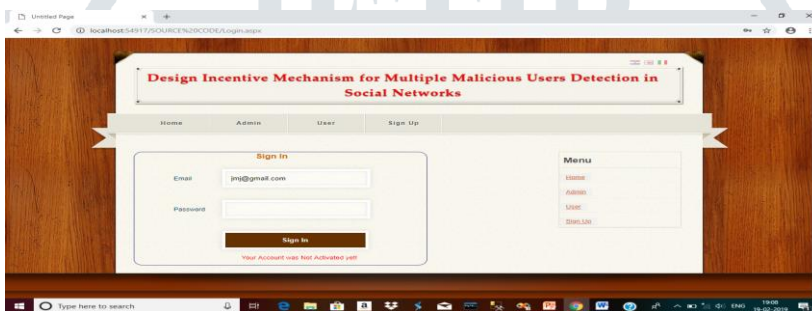 Untitled Page
localhost:54917/SOURCE%20CODE/Login.aspx
Design Incentive Mechanism for Multiple Malicious Users Detection in
Social Networks
Home Admin User Sign Up
Sign In
Email jmj@gmail.com
Password
Sign In
Your Account was Not Activated yet!
Menu
Home
Admin
User
Sign Up
Type here to search
ENG
19:08
19-02-2019